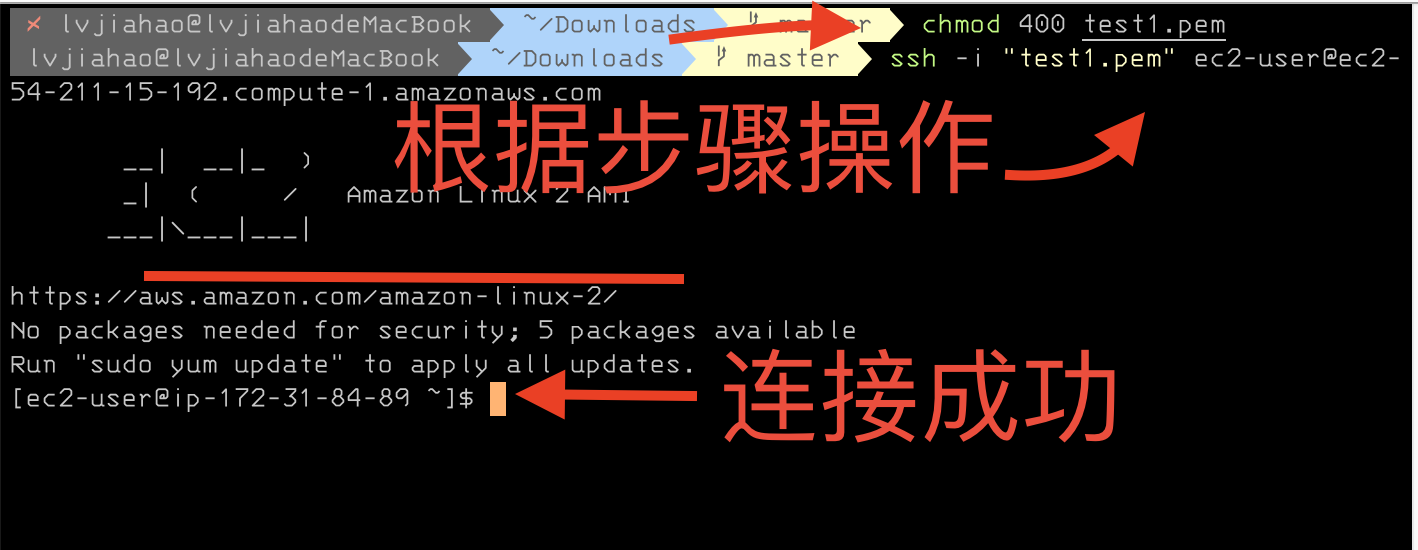 ✗ lvjiahao@lvjiahaodeMacBook ~/Downloads master chmod 400 test1.pem
lvjiahao@lvjiahaodeMacBook ~/Downloads master ssh -i "test1.pem" ec2-user@ec2-
54-211-15-192.compute-1.amazonaws.com
根据步骤操作
__|  __|_  )
_|  (     /   Amazon Linux 2 AMI
___|\___|___|
https://aws.amazon.com/amazon-linux-2/
No packages needed for security; 5 packages available
Run "sudo yum update" to apply all updates.
[ec2-user@ip-172-31-84-89 ~]$
连接成功